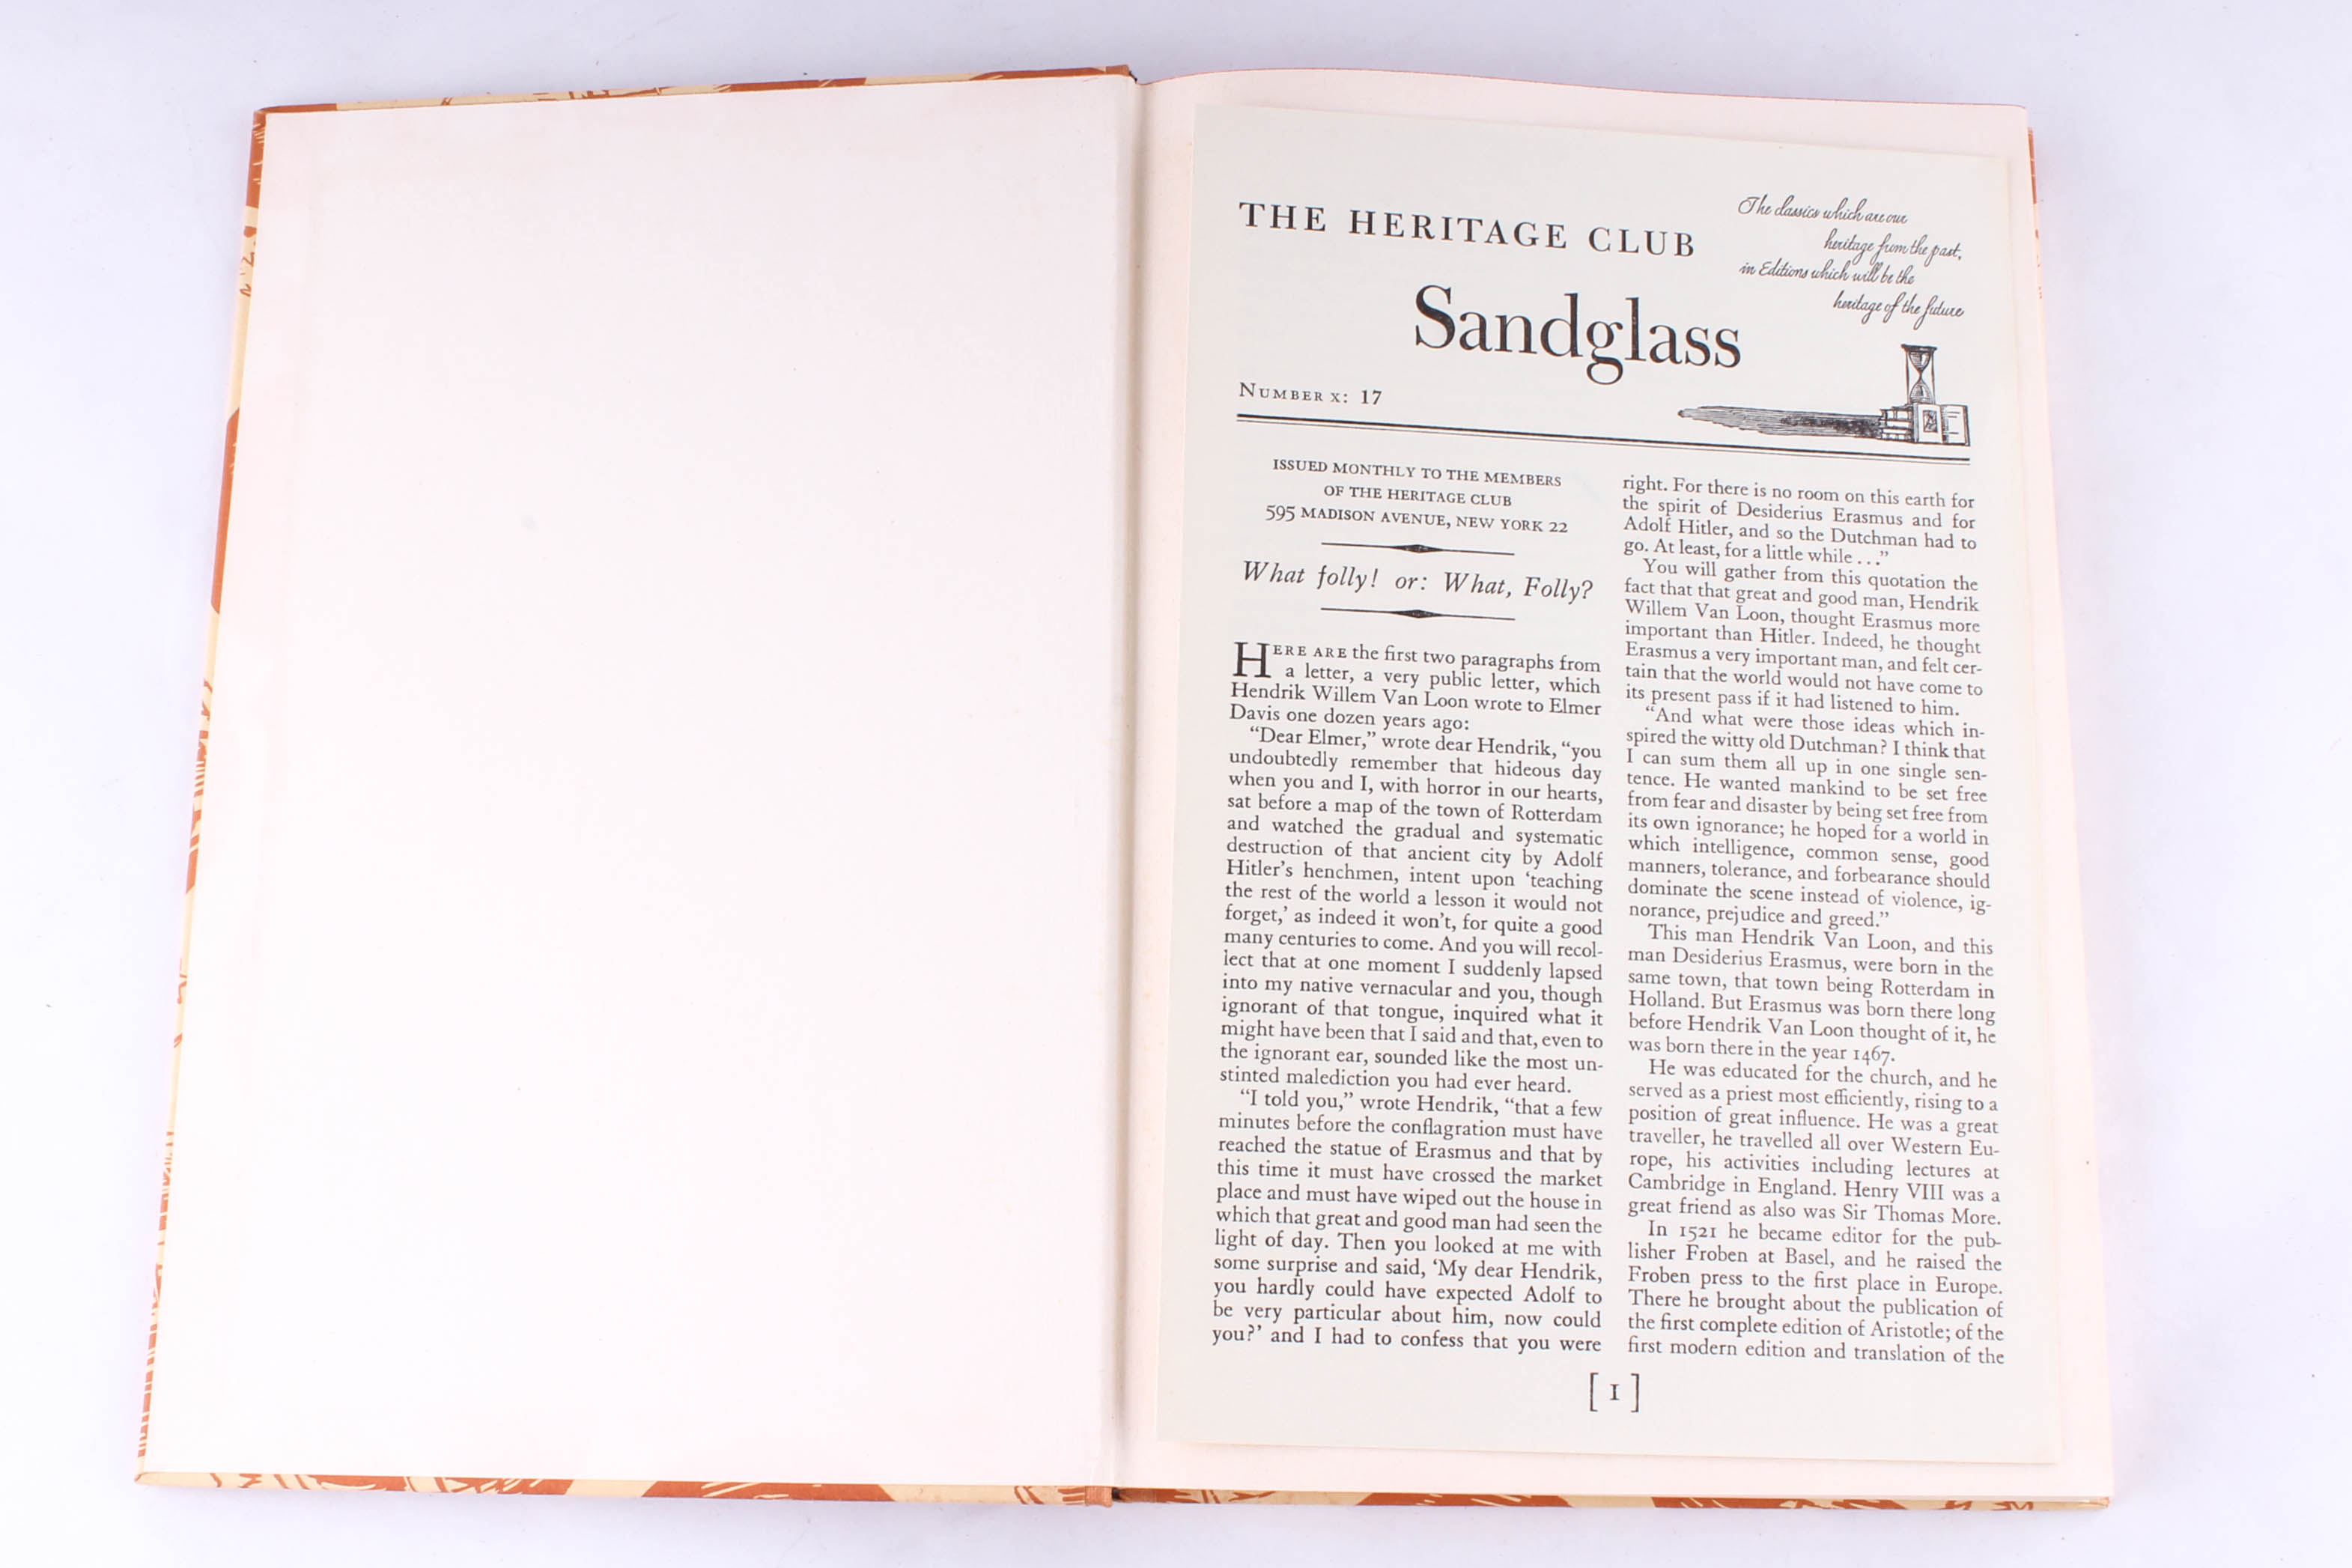 THE HERITAGE CLUB
The classics which are our
heritage from the past,
in Editions which will be the
heritage of the future
Sandglass
NUMBER X: 17
ISSUED MONTHLY TO THE MEMBERS
OF THE HERITAGE CLUB
595 MADISON AVENUE, NEW YORK 22
What folly! or: What, Folly?
HERE ARE the first two paragraphs from
a letter, a very public letter, which
Hendrik Willem Van Loon wrote to Elmer
Davis one dozen years ago:
“Dear Elmer,” wrote dear Hendrik, “you
undoubtedly remember that hideous day
when you and I, with horror in our hearts,
sat before a map of the town of Rotterdam
and watched the gradual and systematic
destruction of that ancient city by Adolf
Hitler’s henchmen, intent upon ‘teaching
the rest of the world a lesson it would not
forget,’ as indeed it won’t, for quite a good
many centuries to come. And you will recol-
lect that at one moment I suddenly lapsed
into my native vernacular and you, though
ignorant of that tongue, inquired what it
might have been that I said and that, even to
the ignorant ear, sounded like the most un-
stinted malediction you had ever heard.
“I told you,” wrote Hendrik, “that a few
minutes before the conflagration must have
reached the statue of Erasmus and that by
this time it must have crossed the market
place and must have wiped out the house in
which that great and good man had seen the
light of day. Then you looked at me with
some surprise and said, ‘My dear Hendrik,
you hardly could have expected Adolf to
be very particular about him, now could
you?’ and I had to confess that you were
right. For there is no room on this earth for
the spirit of Desiderius Erasmus and for
Adolf Hitler, and so the Dutchman had to
go. At least, for a little while . . .”
You will gather from this quotation the
fact that that great and good man, Hendrik
Willem Van Loon, thought Erasmus more
important than Hitler. Indeed, he thought
Erasmus a very important man, and felt cer-
tain that the world would not have come to
its present pass if it had listened to him.
“And what were those ideas which in-
spired the witty old Dutchman? I think that
I can sum them all up in one single sen-
tence. He wanted mankind to be set free
from fear and disaster by being set free from
its own ignorance; he hoped for a world in
which intelligence, common sense, good
manners, tolerance, and forbearance should
dominate the scene instead of violence, ig-
norance, prejudice and greed.”
This man Hendrik Van Loon, and this
man Desiderius Erasmus, were born in the
same town, that town being Rotterdam in
Holland. But Erasmus was born there long
before Hendrik Van Loon thought of it, he
was born there in the year 1467.
He was educated for the church, and he
served as a priest most efficiently, rising to a
position of great influence. He was a great
traveller, he travelled all over Western Eu-
rope, his activities including lectures at
Cambridge in England. Henry VIII was a
great friend as also was Sir Thomas More.
In 1521 he became editor for the pub-
lisher Froben at Basel, and he raised the
Froben press to the first place in Europe.
There he brought about the publication of
the first complete edition of Aristotle; of the
first modern edition and translation of the
[ 1 ]